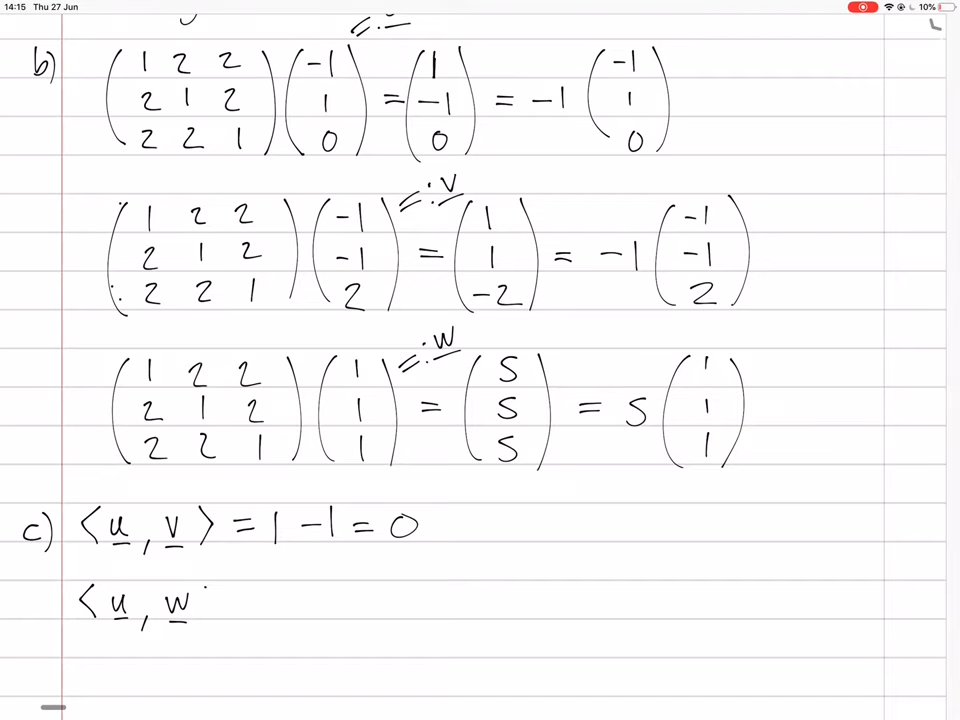 14:15 Thu 27 Jun 10%
b) (1 2 2; 2 1 2; 2 2 1) (-1; 1; 0) = (1; -1; 0) = -1 (-1; 1; 0)
=: v
(1 2 2; 2 1 2; 2 2 1) (-1; -1; 2) = (1; 1; -2) = -1 (-1; -1; 2)
=: w
(1 2 2; 2 1 2; 2 2 1) (1; 1; 1) = (5; 5; 5) = 5 (1; 1; 1)
c) <u, v> = 1 - 1 = 0
<u, w